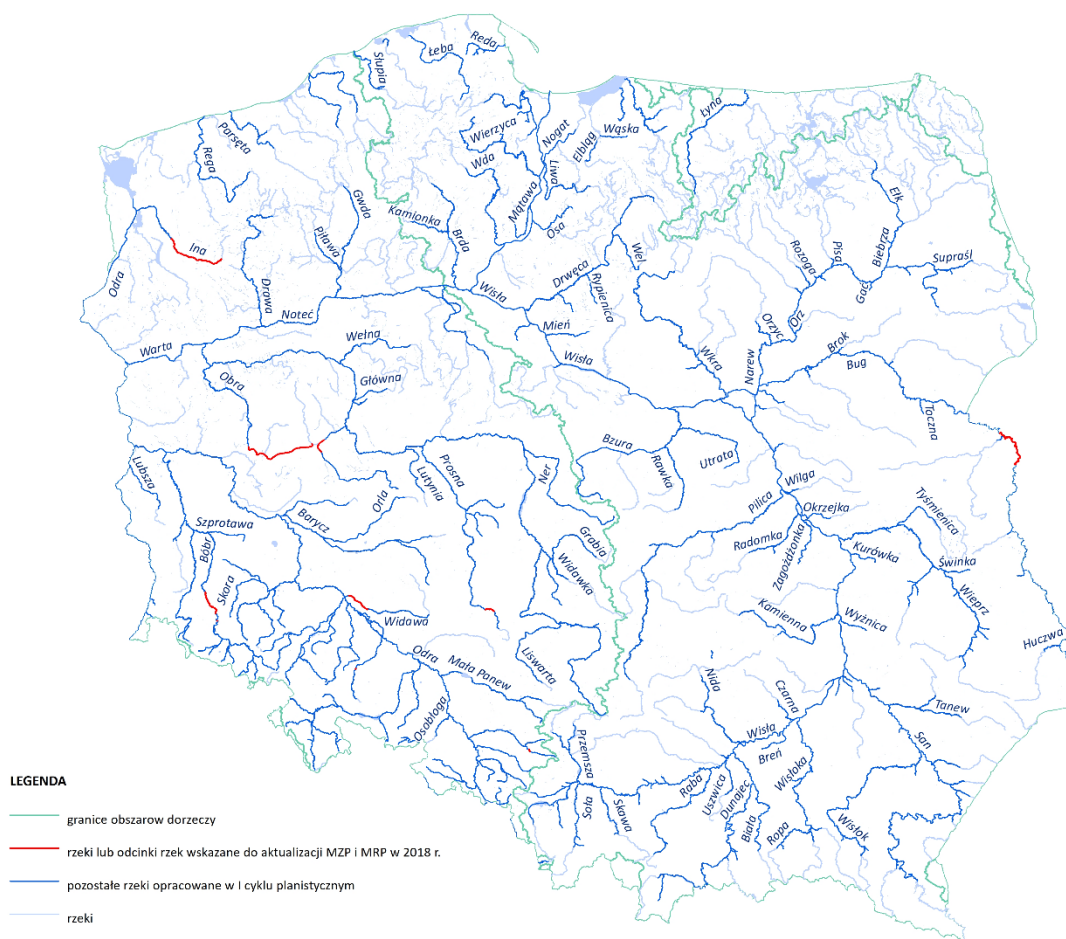 Reda
Łeba
Słupia
Łyna
Parsęta
Wierzyca
Nogat
Wąska
Rega
Wda
Elbląg
Liwa
Gwda
Kamionka
Mątawa
Ełk
Ina
Piława
Brda
Osa
Wel
Rozoga
Pisa
Biebrza
Supraśl
Odra
Drawa
Drwęca
Gać
Noteć
Wisła
Rypienica
Orzyc
Orz
Wełna
Mień
Brok
Warta
Wisła
Wkra
Narew
Bug
Obra
Główna
Toczna
Bzura
Rawka
Utrata
Lubsza
Lutynia
Prosna
Ner
Wilga
Pilica
Orla
Okrzejka
Tyśmienica
Szprotawa
Barycz
Radomka
Zagożdżonka
Kurówka
Bóbr
Grabia
Widawka
Świnka
Skora
Wieprz
Widawa
Kamienna
Wyżnica
Huczwa
Odra
Mała Panew
Liswarta
Nida
Czarna
Tanew
Osobłoga
Przemsza
Wisła
San
Breń
Raba
Uszwica
Dunajec
Wisłoka
Soła
Skawa
Biała
Ropa
Wisłok
LEGENDA
granice obszarow dorzeczy
rzeki lub odcinki rzek wskazane do aktualizacji MZP i MRP w 2018 r.
pozostałe rzeki opracowane w I cyklu planistycznym
rzeki